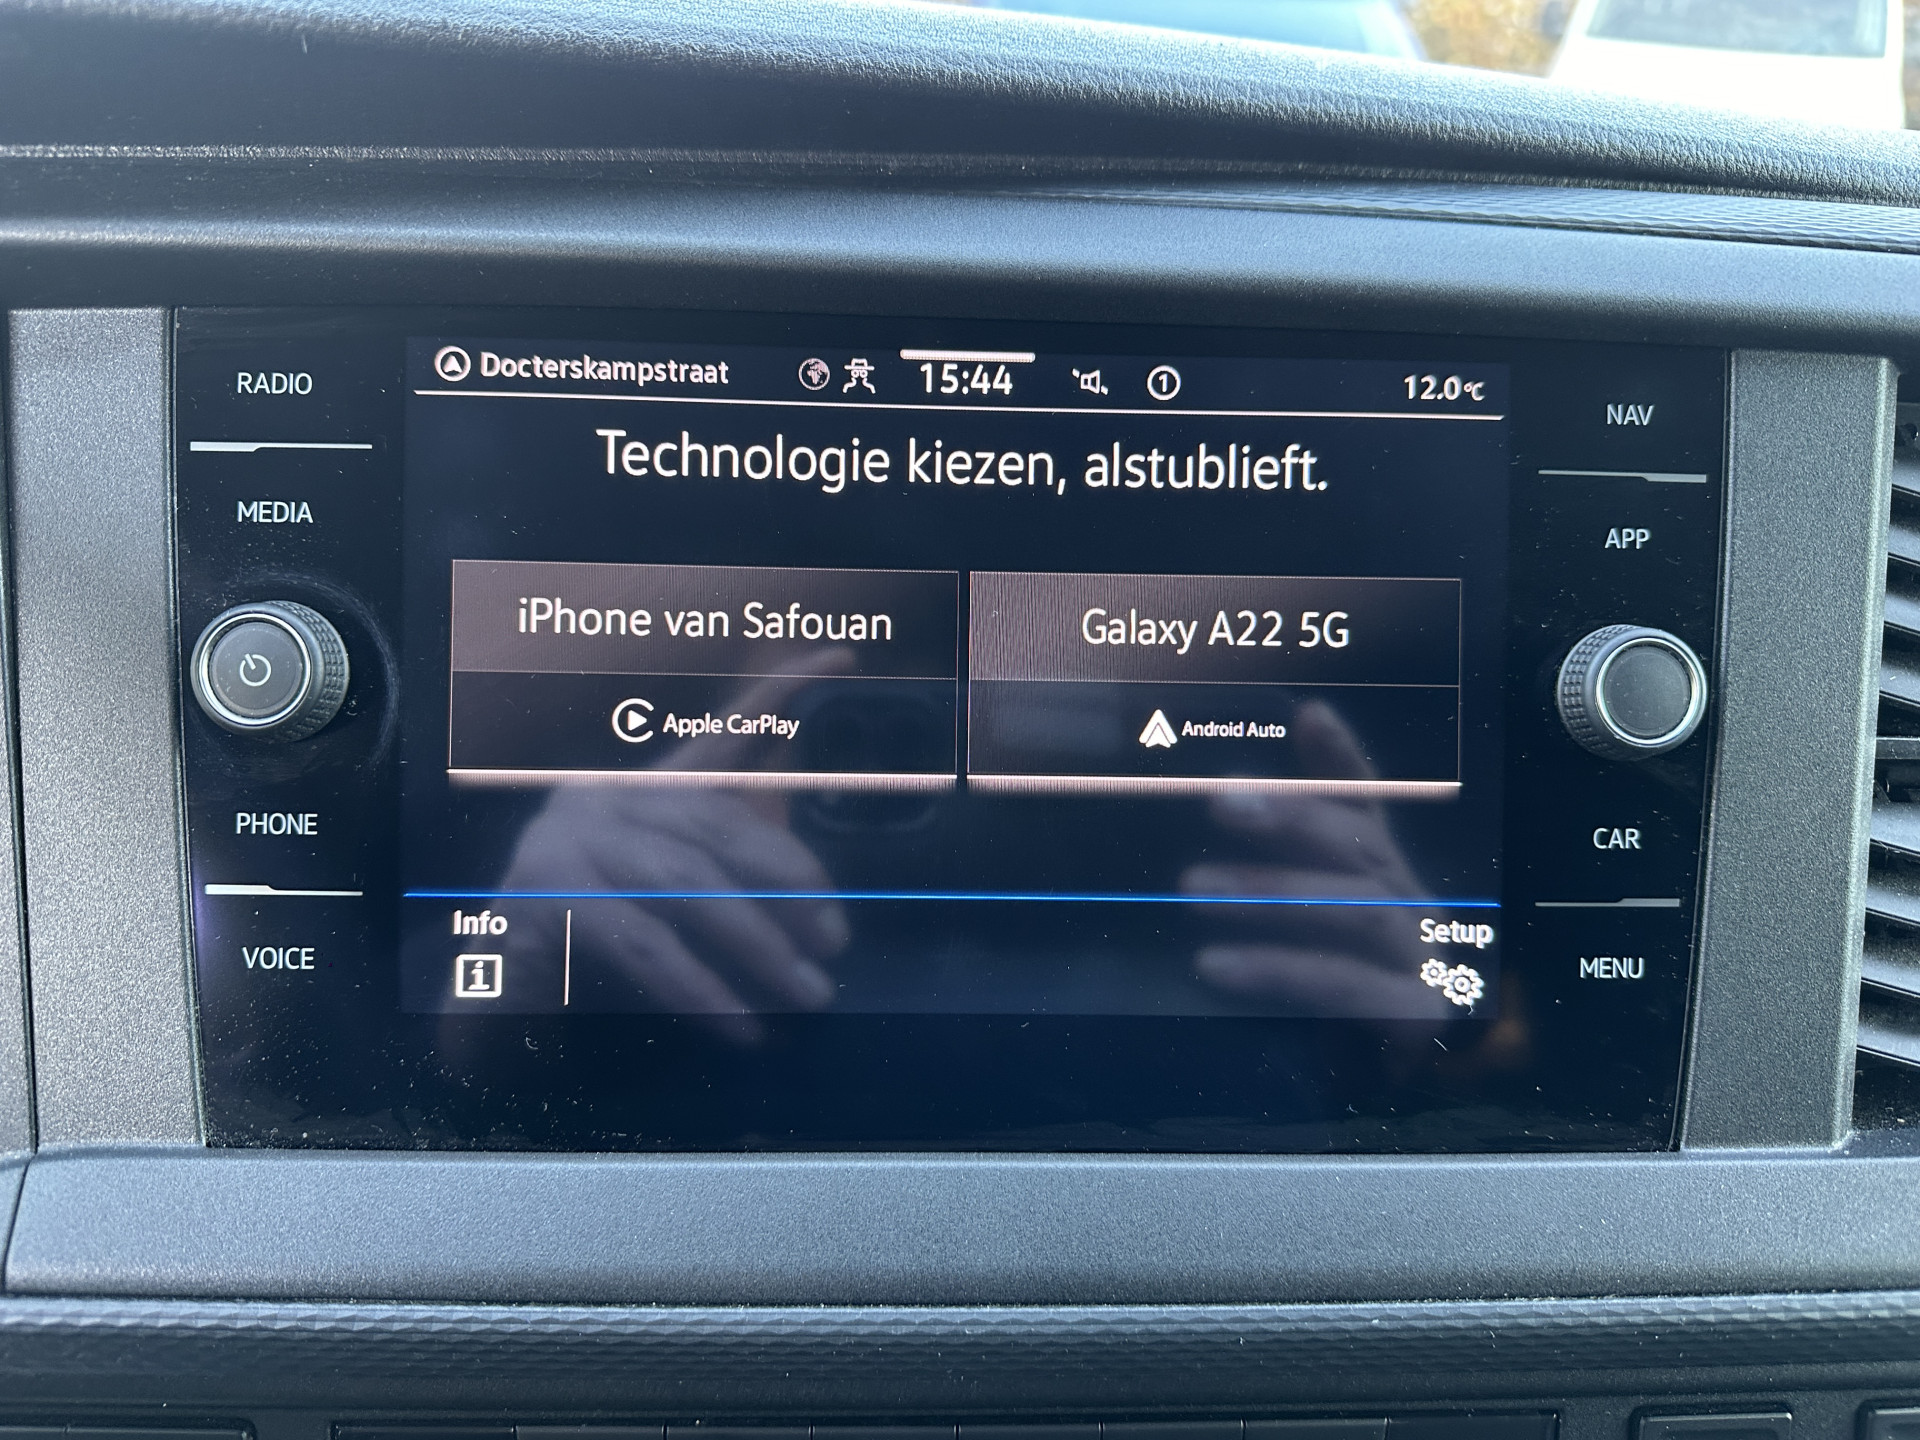 RADIO
MEDIA
PHONE
VOICE
Docterskampstraat
15:44
1
12.0°C
Technologie kiezen, alstublieft.
iPhone van Safouan
Apple CarPlay
Galaxy A22 5G
Android Auto
Info
i
Setup
NAV
APP
CAR
MENU